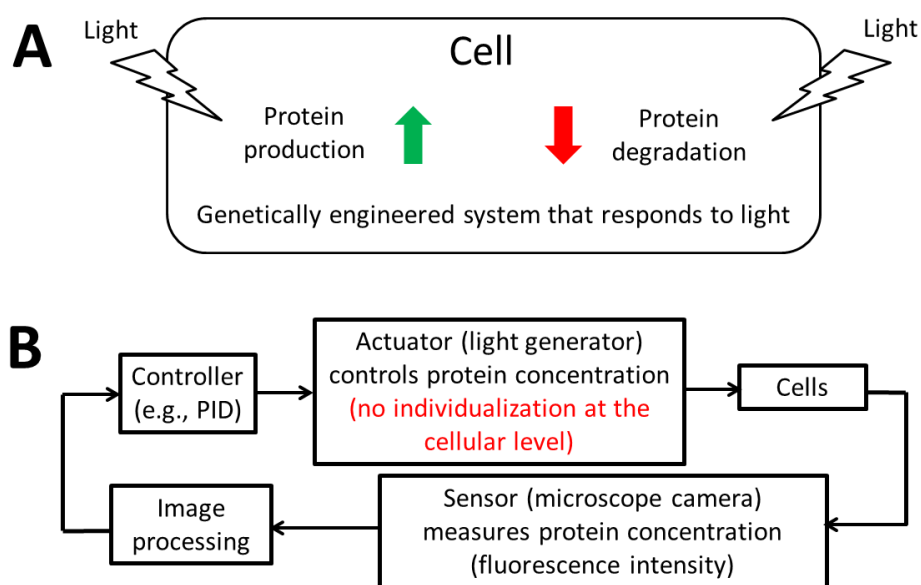 A
Light
Cell
Light
Protein
production
Protein
degradation
Genetically engineered system that responds to light
B
Controller
(e.g., PID)
Actuator (light generator)
controls protein concentration
(no individualization at the
cellular level)
Cells
Image
processing
Sensor (microscope camera)
measures protein concentration
(fluorescence intensity)